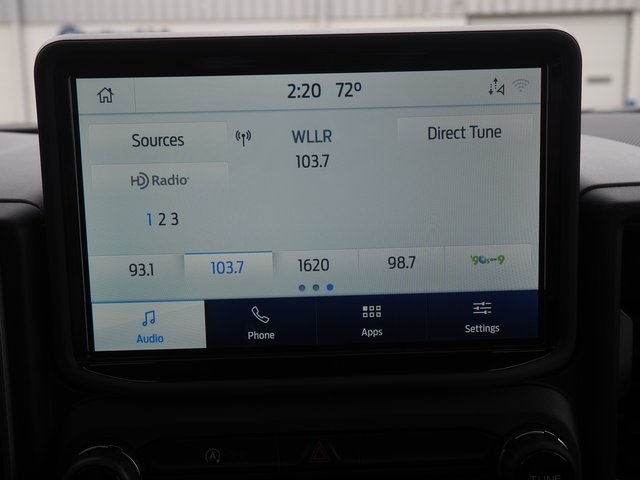 2:20 72º
Sources
WLLR
Direct Tune
103.7
HD Radio
1 2 3
93.1
103.7
1620
98.7
Audio
Phone
Apps
Settings